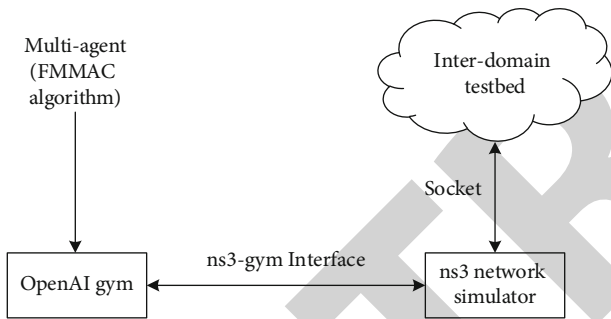 Multi-agent
(FMMAC
algorithm)
Inter-domain
testbed
Socket
ns3-gym Interface
OpenAI gym
ns3 network
simulator